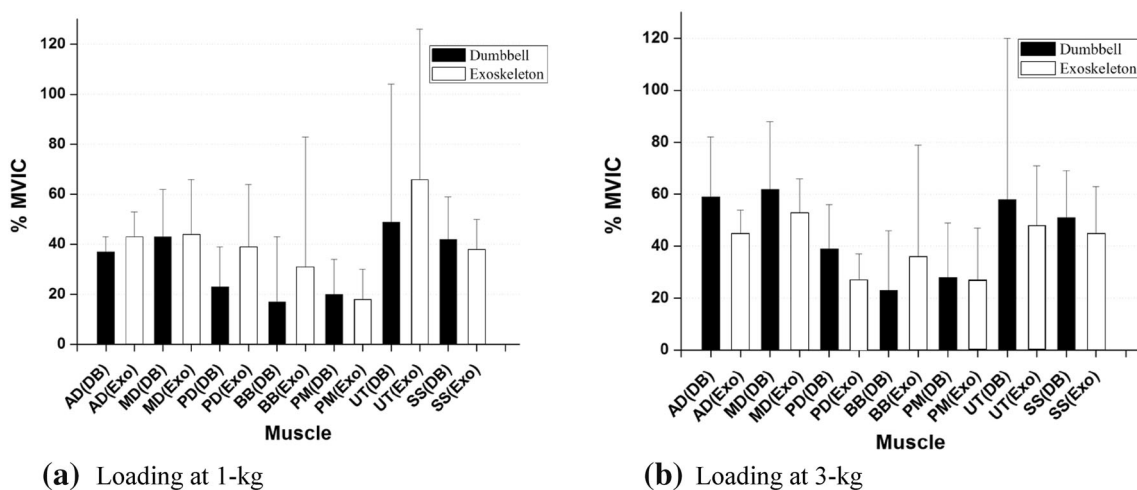 120
100
80
60
40
20
0
% MVIC
Dumbbell
Exoskeleton
AD(DB)
AD(Exo)
MD(DB)
MD(Exo)
PD(DB)
PD(Exo)
BB(DB)
BB(Exo)
PM(DB)
PM(Exo)
UT(DB)
UT(Exo)
SS(DB)
SS(Exo)
Muscle
(a) Loading at 1-kg
120
100
80
60
40
20
0
% MVIC
Dumbbell
Exoskeleton
AD(DB)
AD(Exo)
MD(DB)
MD(Exo)
PD(DB)
PD(Exo)
BB(DB)
BB(Exo)
PM(DB)
PM(Exo)
UT(DB)
UT(Exo)
SS(DB)
SS(Exo)
Muscle
(b) Loading at 3-kg